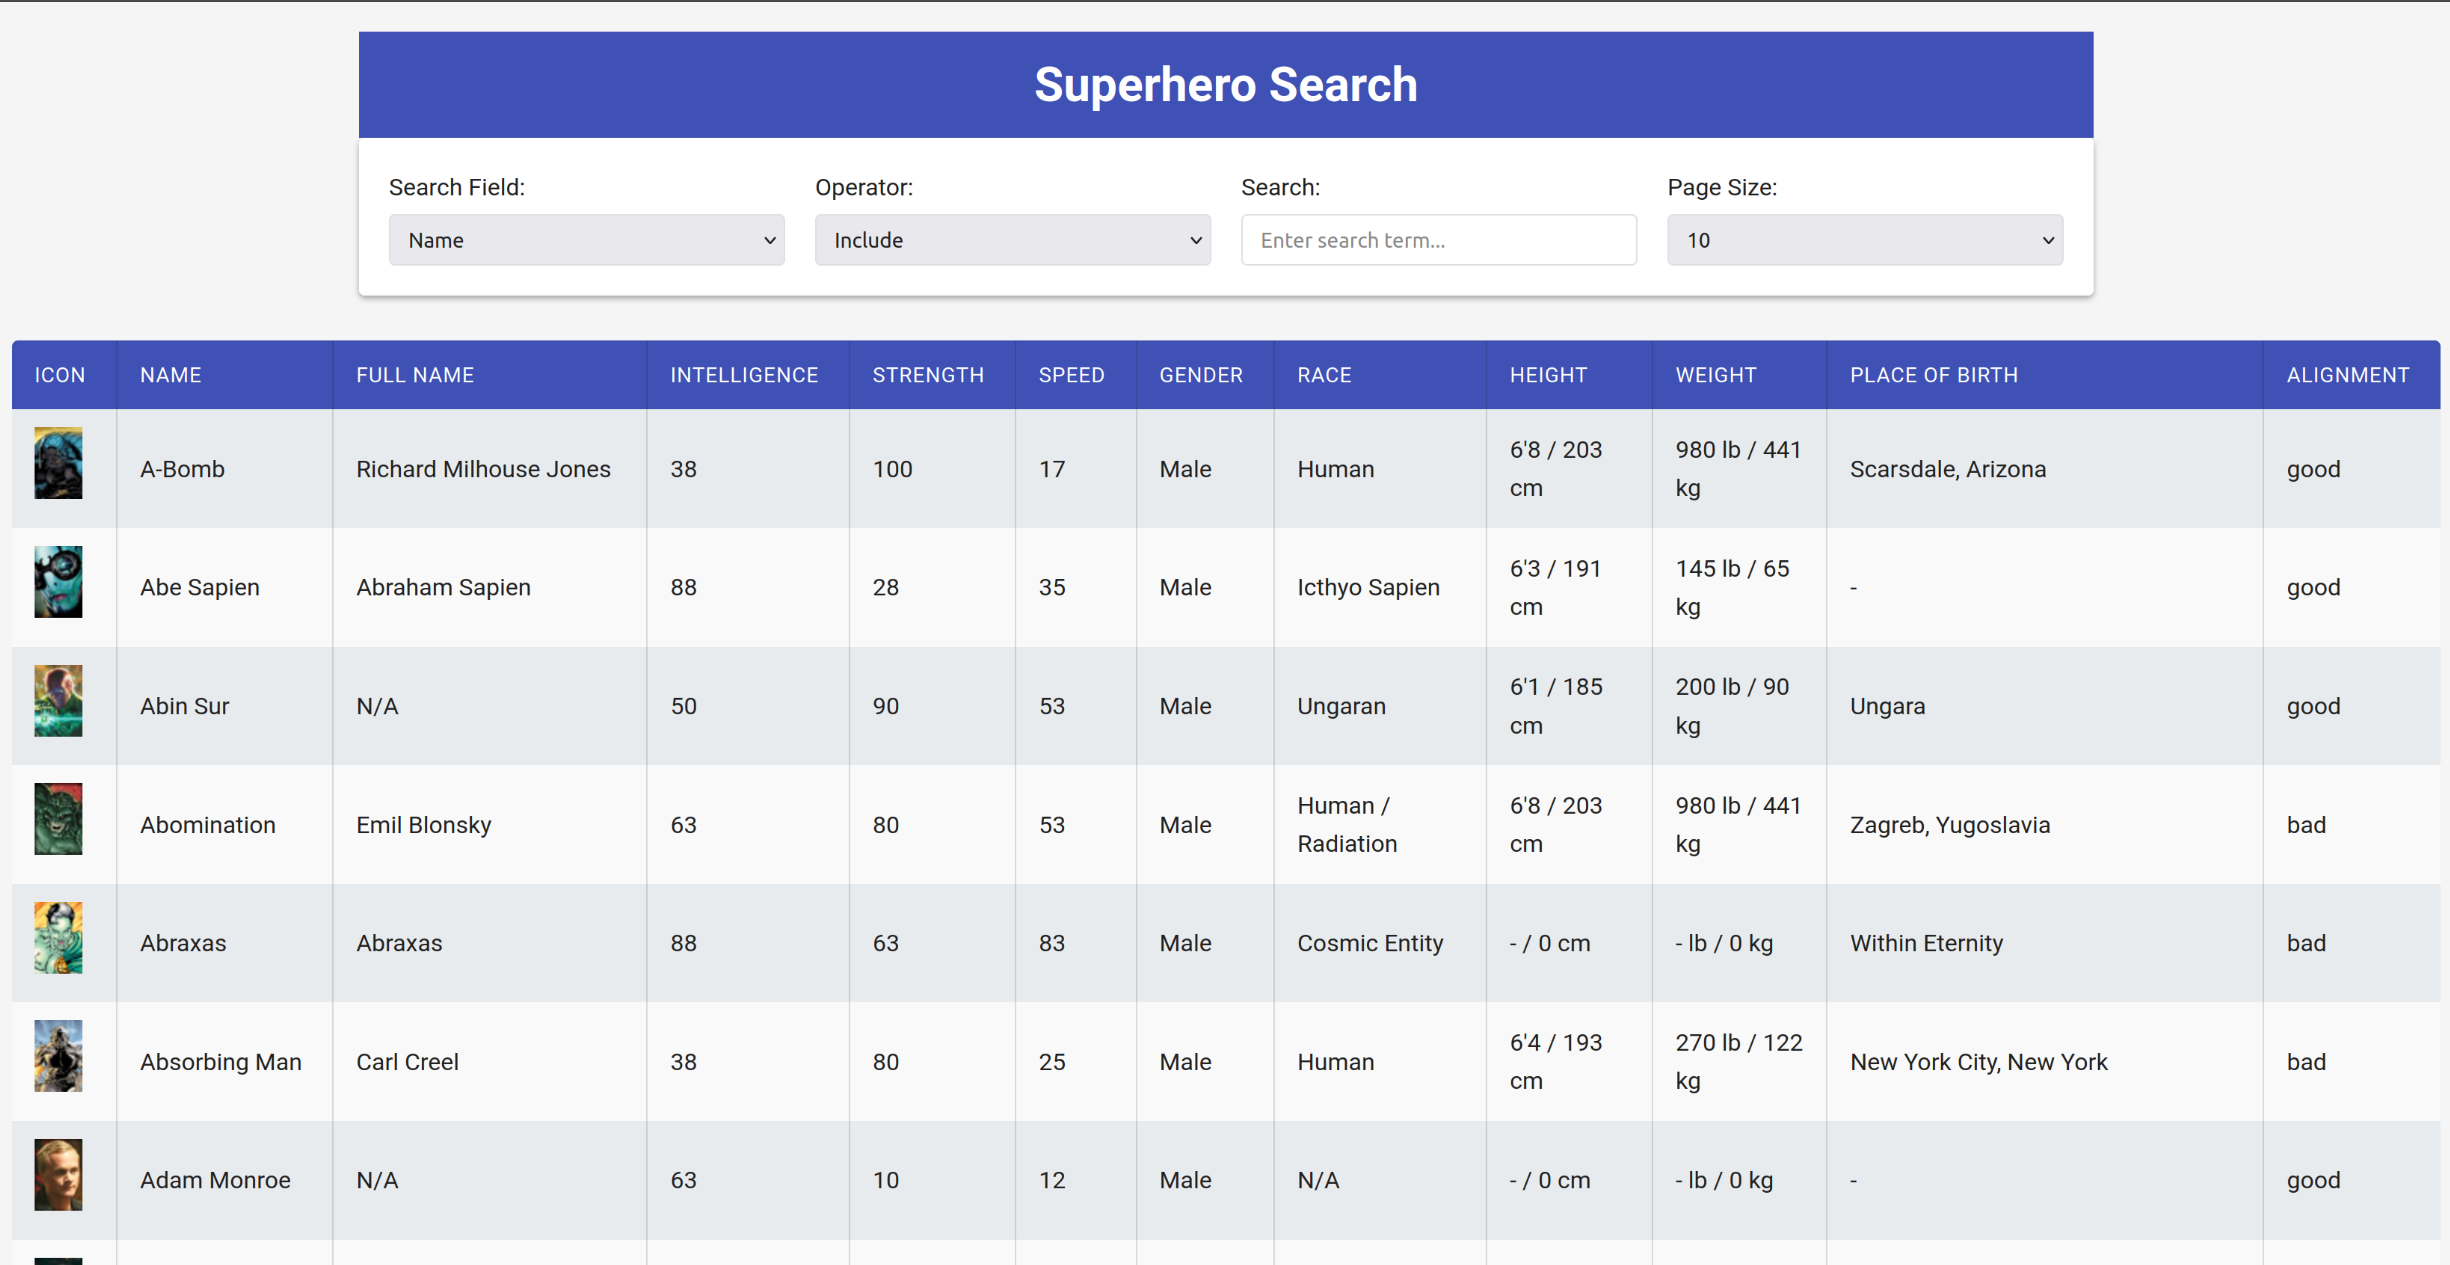 Superhero Search
Search Field:
Operator:
Search:
Page Size:
Name
Include
Enter search term...
10
ICON NAME FULL NAME INTELLIGENCE STRENGTH SPEED GENDER RACE HEIGHT WEIGHT PLACE OF BIRTH ALIGNMENT
A-Bomb Richard Milhouse Jones 38 100 17 Male Human 6'8 / 203 cm 980 lb / 441 kg Scarsdale, Arizona good
Abe Sapien Abraham Sapien 88 28 35 Male Icthyo Sapien 6'3 / 191 cm 145 lb / 65 kg - good
Abin Sur N/A 50 90 53 Male Ungaran 6'1 / 185 cm 200 lb / 90 kg Ungara good
Abomination Emil Blonsky 63 80 53 Male Human / Radiation 6'8 / 203 cm 980 lb / 441 kg Zagreb, Yugoslavia bad
Abraxas Abraxas 88 63 83 Male Cosmic Entity - / 0 cm - lb / 0 kg Within Eternity bad
Absorbing Man Carl Creel 38 80 25 Male Human 6'4 / 193 cm 270 lb / 122 kg New York City, New York bad
Adam Monroe N/A 63 10 12 Male N/A - / 0 cm - lb / 0 kg - good